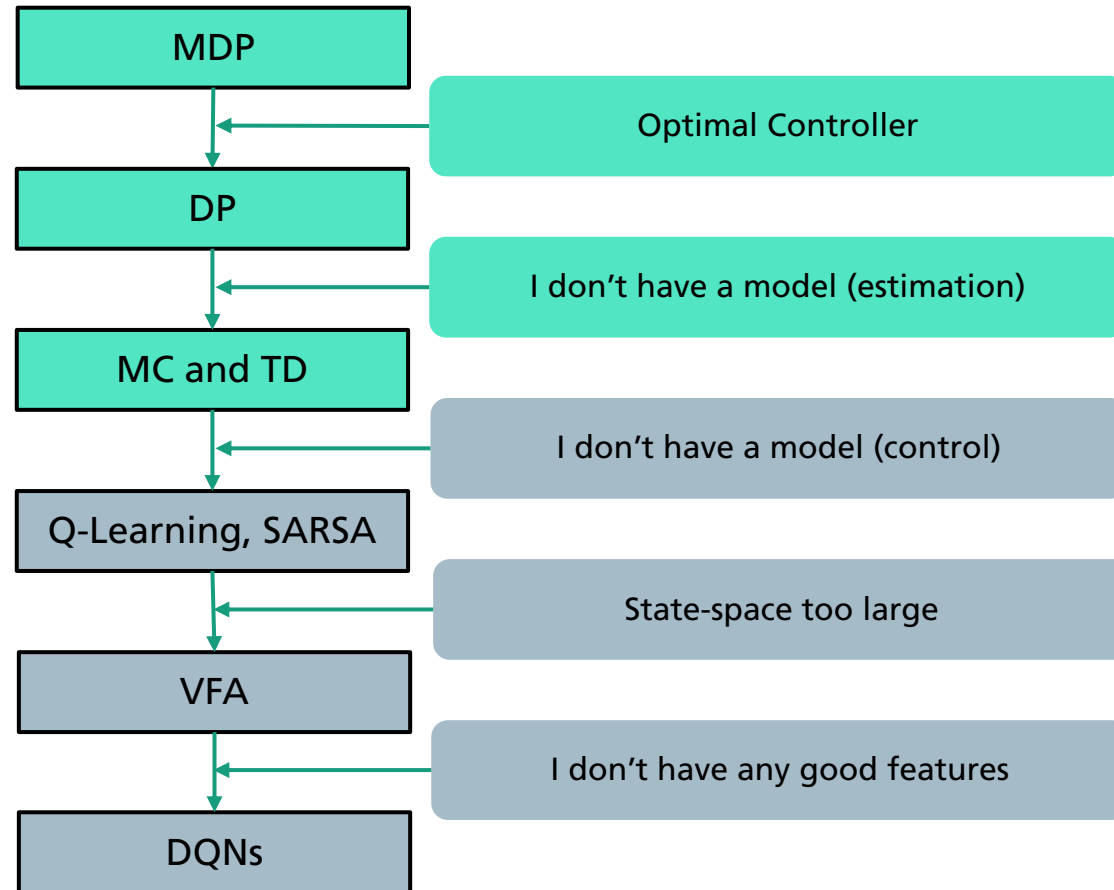 MDP
Optimal Controller
DP
I don’t have a model (estimation)
MC and TD
I don’t have a model (control)
Q-Learning, SARSA
State-space too large
VFA
I don’t have any good features
DQNs